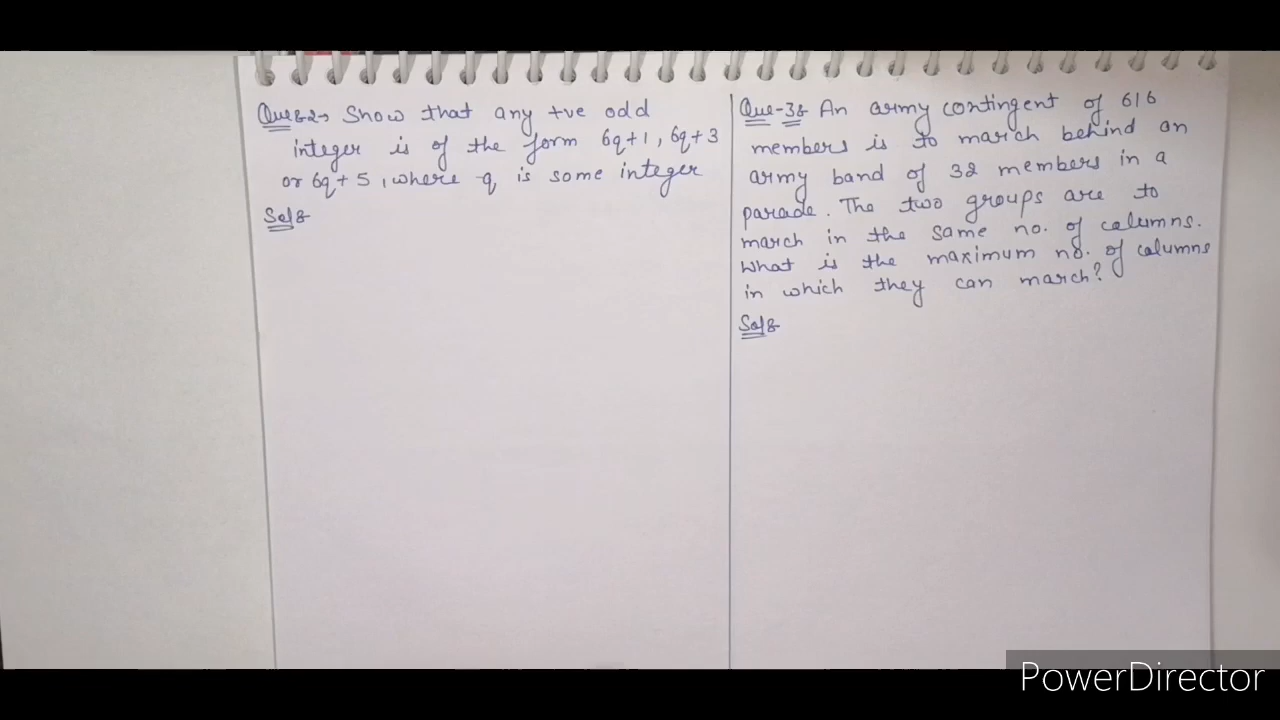 Que:2→ Show that any +ve odd
integer is of the form 6q+1, 6q+3
or 6q+5, where q is some integer
Sol:
Que-3: An army contingent of 616
members is to march behind an
army band of 32 members in a
parade. The two groups are to
march in the same no. of columns.
What is the maximum no. of columns
in which they can march?
Sol:
PowerDirector